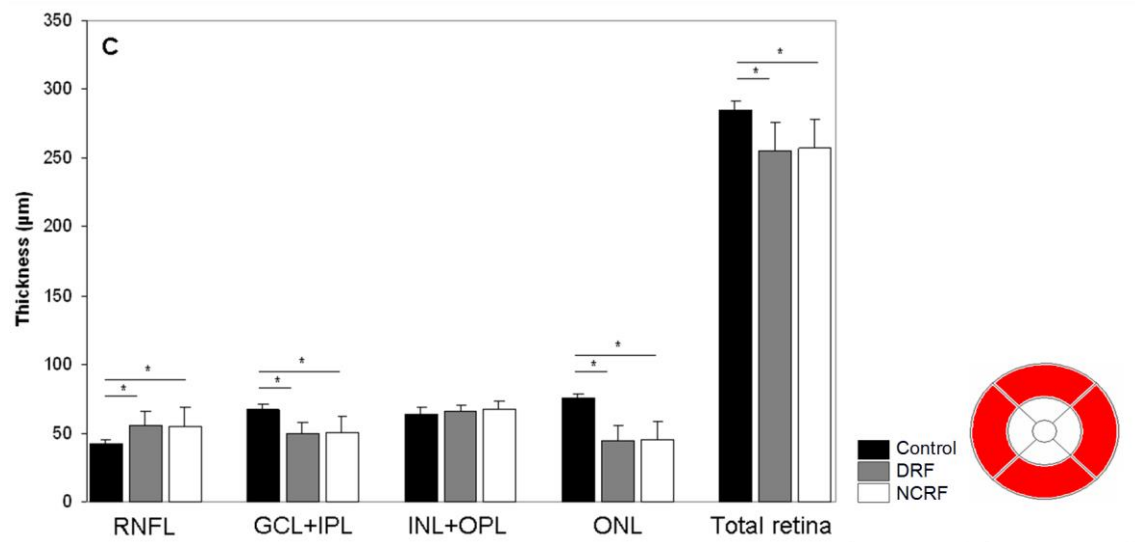 C
Thickness (µm)
350
300
250
200
150
100
50
0
* *
* *
* *
* *
RNFL GCL+IPL INL+OPL ONL Total retina
Control
DRF
NCRF